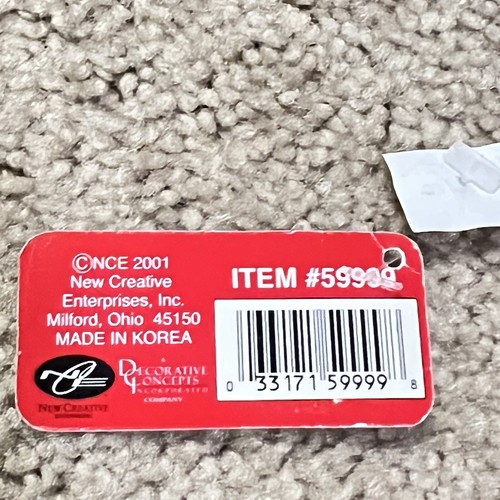 ©NCE 2001
New Creative
Enterprises, Inc.
Milford, Ohio 45150
MADE IN KOREA
NEW CREATIVE
A
DECORATIVE
CONCEPTS
INCORPORATED
COMPANY
ITEM #59999
0 33171 59999 8